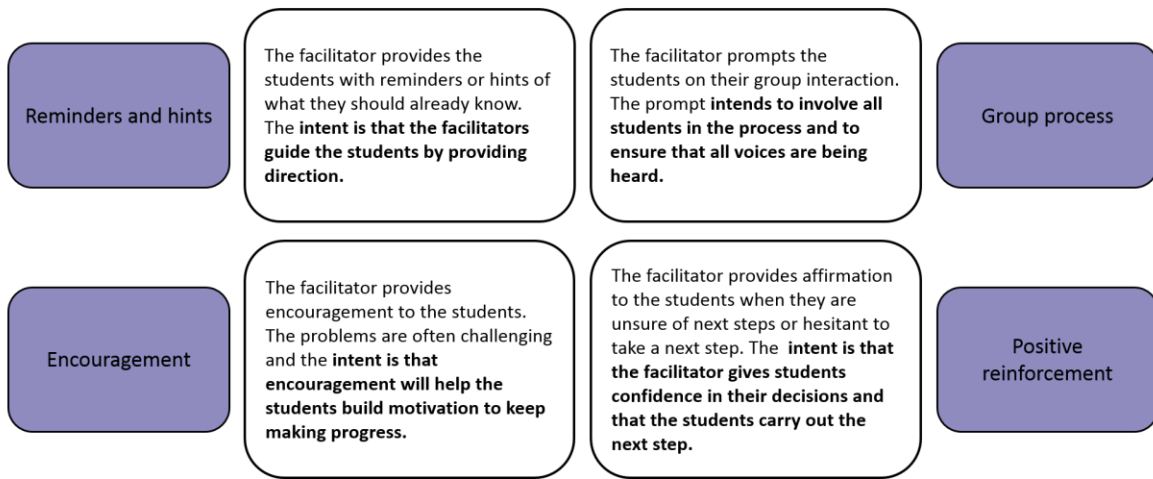 Reminders and hints
The facilitator provides the
students with reminders or hints of
what they should already know.
The intent is that the facilitators
guide the students by providing
direction.
The facilitator prompts the
students on their group interaction.
The prompt intends to involve all
students in the process and to
ensure that all voices are being
heard.
Group process
Encouragement
The facilitator provides
encouragement to the students.
The problems are often challenging
and the intent is that
encouragement will help the
students build motivation to keep
making progress.
The facilitator provides affirmation
to the students when they are
unsure of next steps or hesitant to
take a next step. The intent is that
the facilitator gives students
confidence in their decisions and
that the students carry out the
next step.
Positive
reinforcement